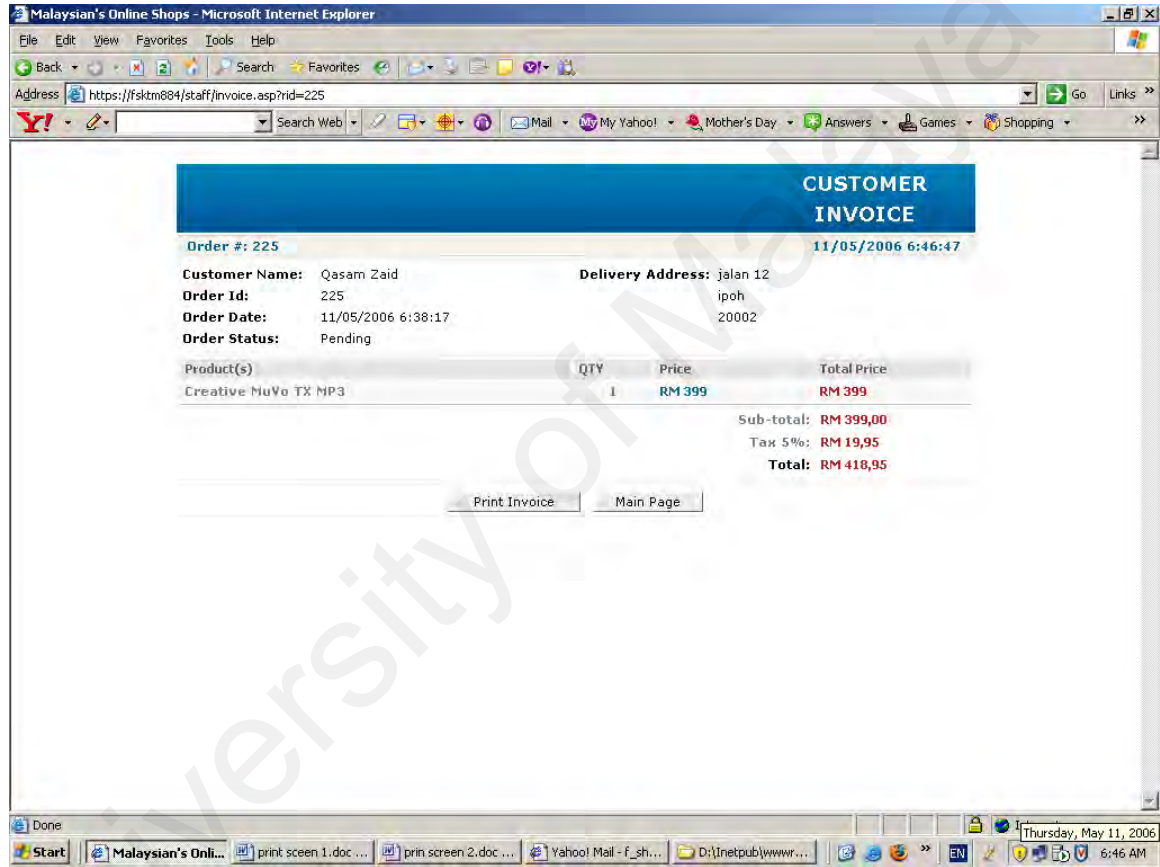 Malaysian's Online Shops - Microsoft Internet Explorer
File Edit View Favorites Tools Help
Back Search Favorites
Address https://fsktm884/staff/invoice.asp?rid=225 Go Links »
Y! Search Web Mail My Yahoo! Mother's Day Answers Games Shopping »
CUSTOMER
INVOICE
Order #: 225 11/05/2006 6:46:47
Customer Name: Qasam Zaid Delivery Address: jalan 12
Order Id: 225 ipoh
Order Date: 11/05/2006 6:38:17 20002
Order Status: Pending
Product(s) QTY Price Total Price
Creative MuVo TX MP3 1 RM 399 RM 399
Sub-total: RM 399,00
Tax 5%: RM 19,95
Total: RM 418,95
Print Invoice Main Page
Done
Thursday, May 11, 2006
Start Malaysian's Onli... print sceen 1.doc ... prin screen 2.doc ... Yahoo! Mail - f_sh... D:\Inetpub\wwwr... » EN 6:46 AM
versity of Malaya